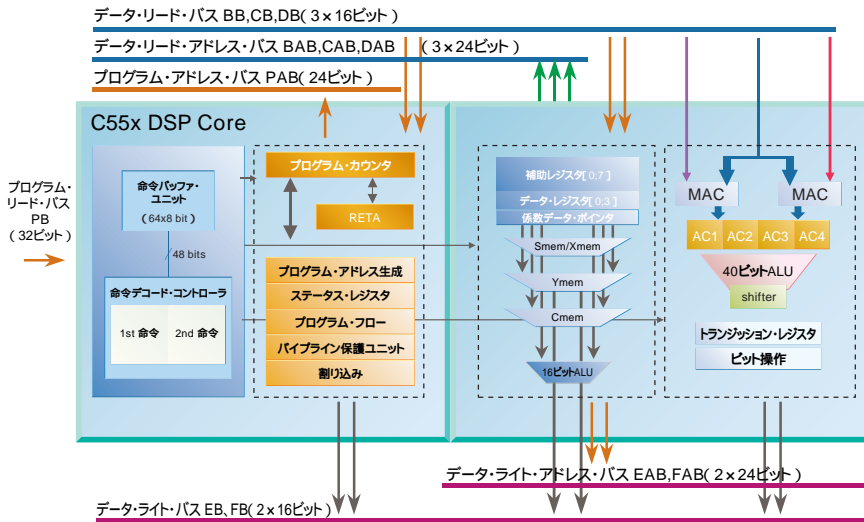 データ・リード・バス BB,CB,DB( 3×16ビット)
データ・リード・アドレス・バス BAB,CAB,DAB ( 3×24ビット)
プログラム・アドレス・バス PAB( 24ビット)
C55x DSP Core
プログラム・
リード・バス
PB
( 32ビット)
命令バッファ・
ユニット
(64x8 bit)
48 bits
命令デコード・コントローラ
1st 命令 2nd 命令
プログラム・カウンタ
RETA
プログラム・アドレス生成
ステータス・レジスタ
プログラム・フロー
パイプライン保護ユニット
割り込み
補助レジスタ[ 0;7]
データ・レジスタ[ 0;3]
係数データ・ポインタ
Smem/Xmem
Ymem
Cmem
16ビットALU
MAC MAC
AC1 AC2 AC3 AC4
40ビットALU
shifter
トランジッション・レジスタ
ビット操作
データ・ライト・アドレス・バス EAB,FAB( 2×24ビット)
データ・ライト・バス EB、FB( 2×16ビット)